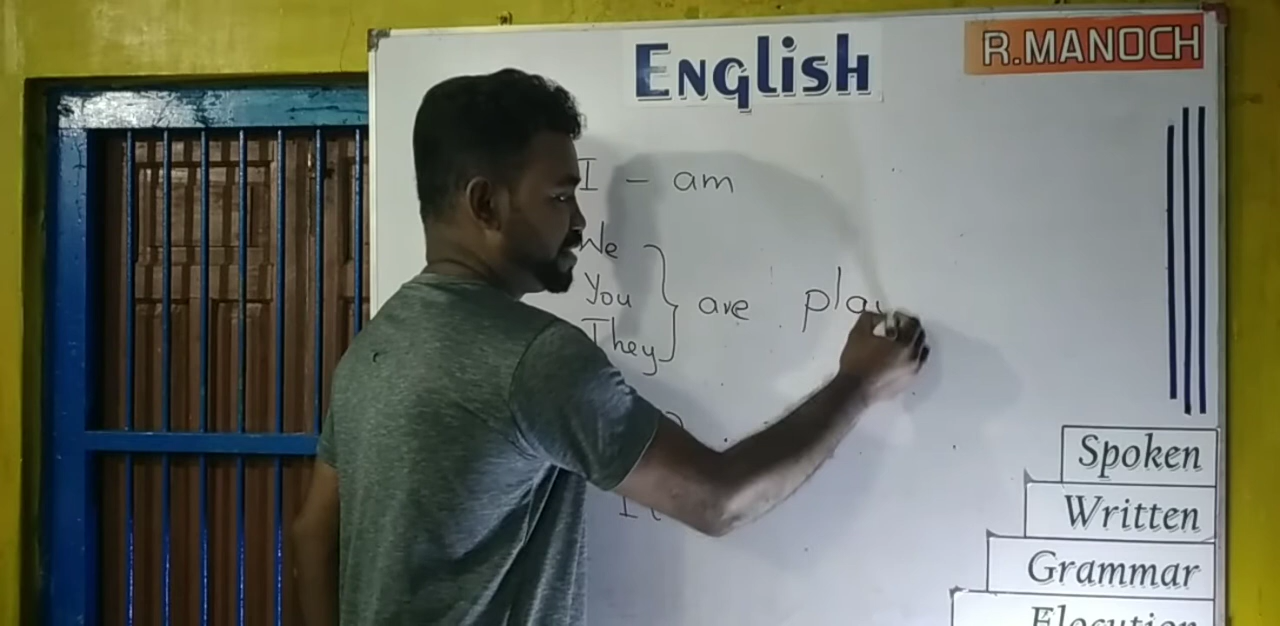 English
R.MANOCH
I - am
We
You } are play
They
It
Spoken
Written
Grammar
Elocution